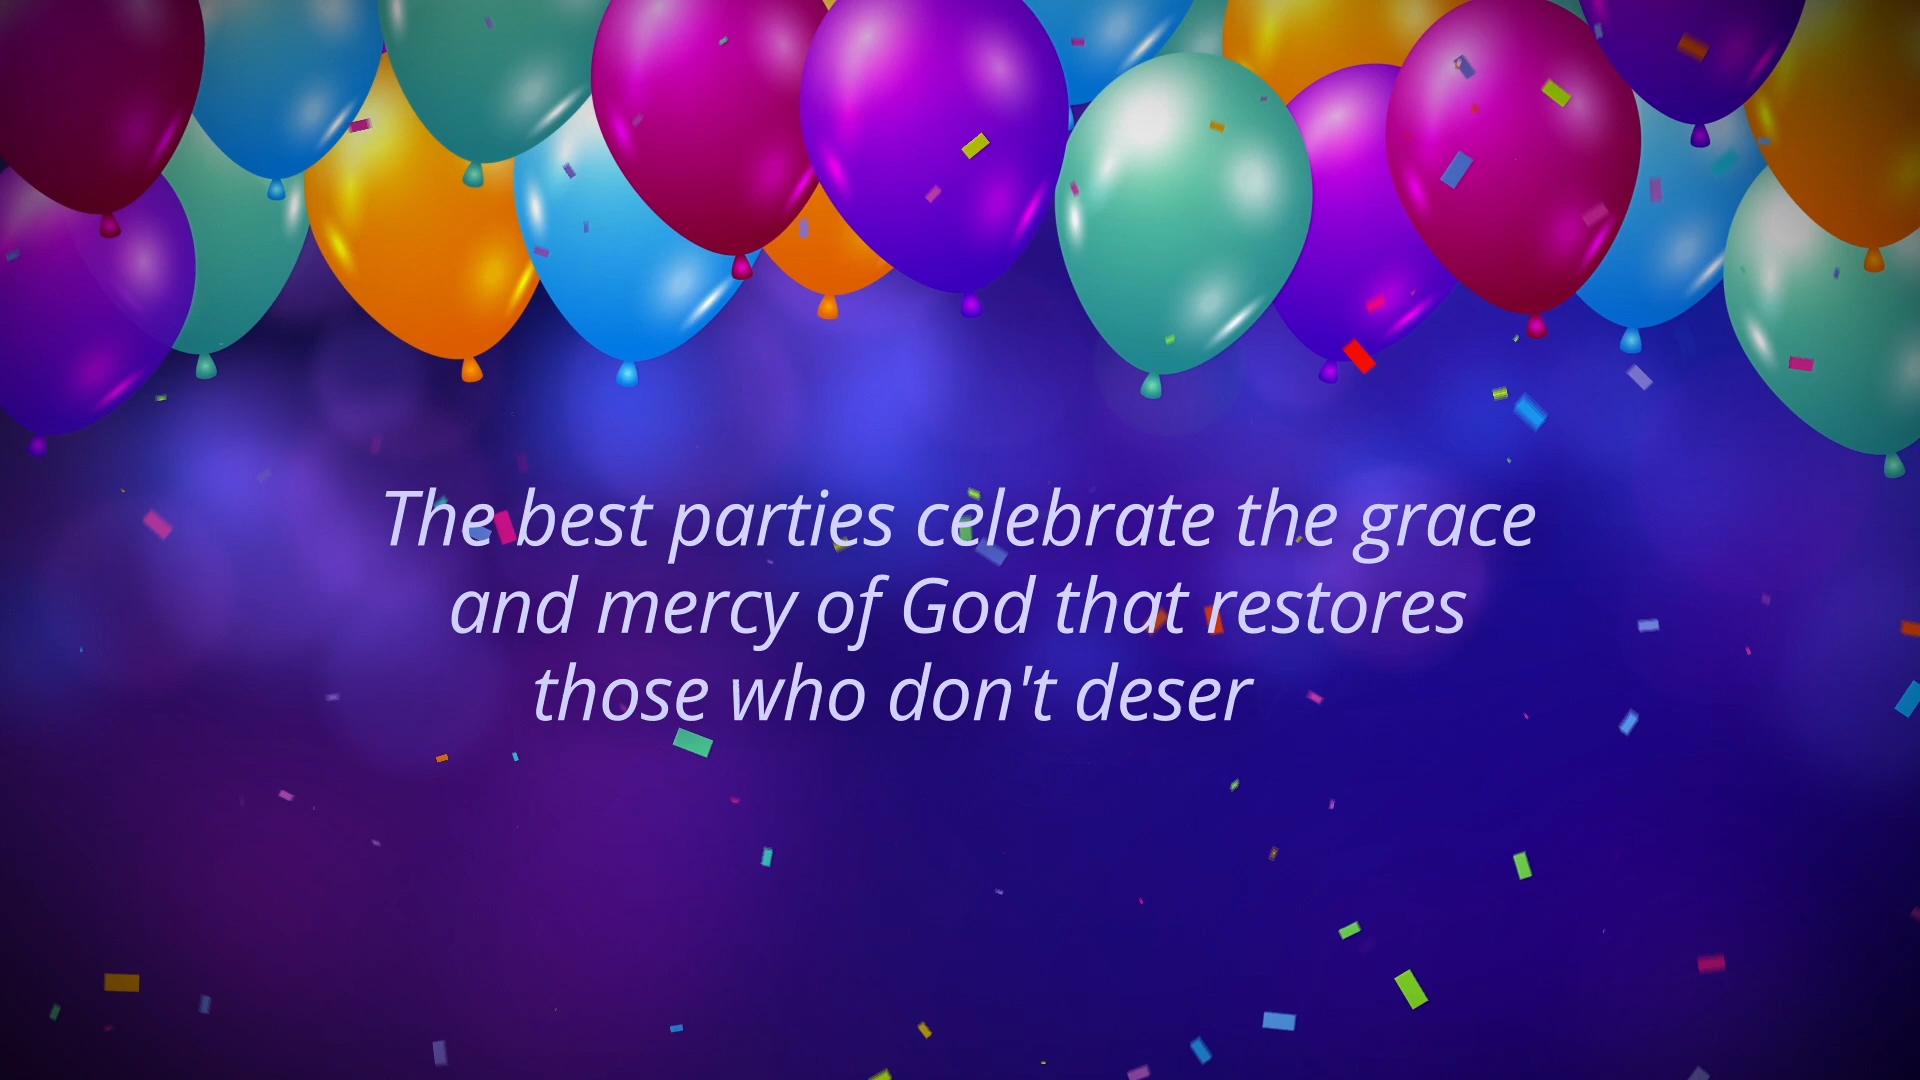 The best parties celebrate the grace
and mercy of God that restores
those who don't deser